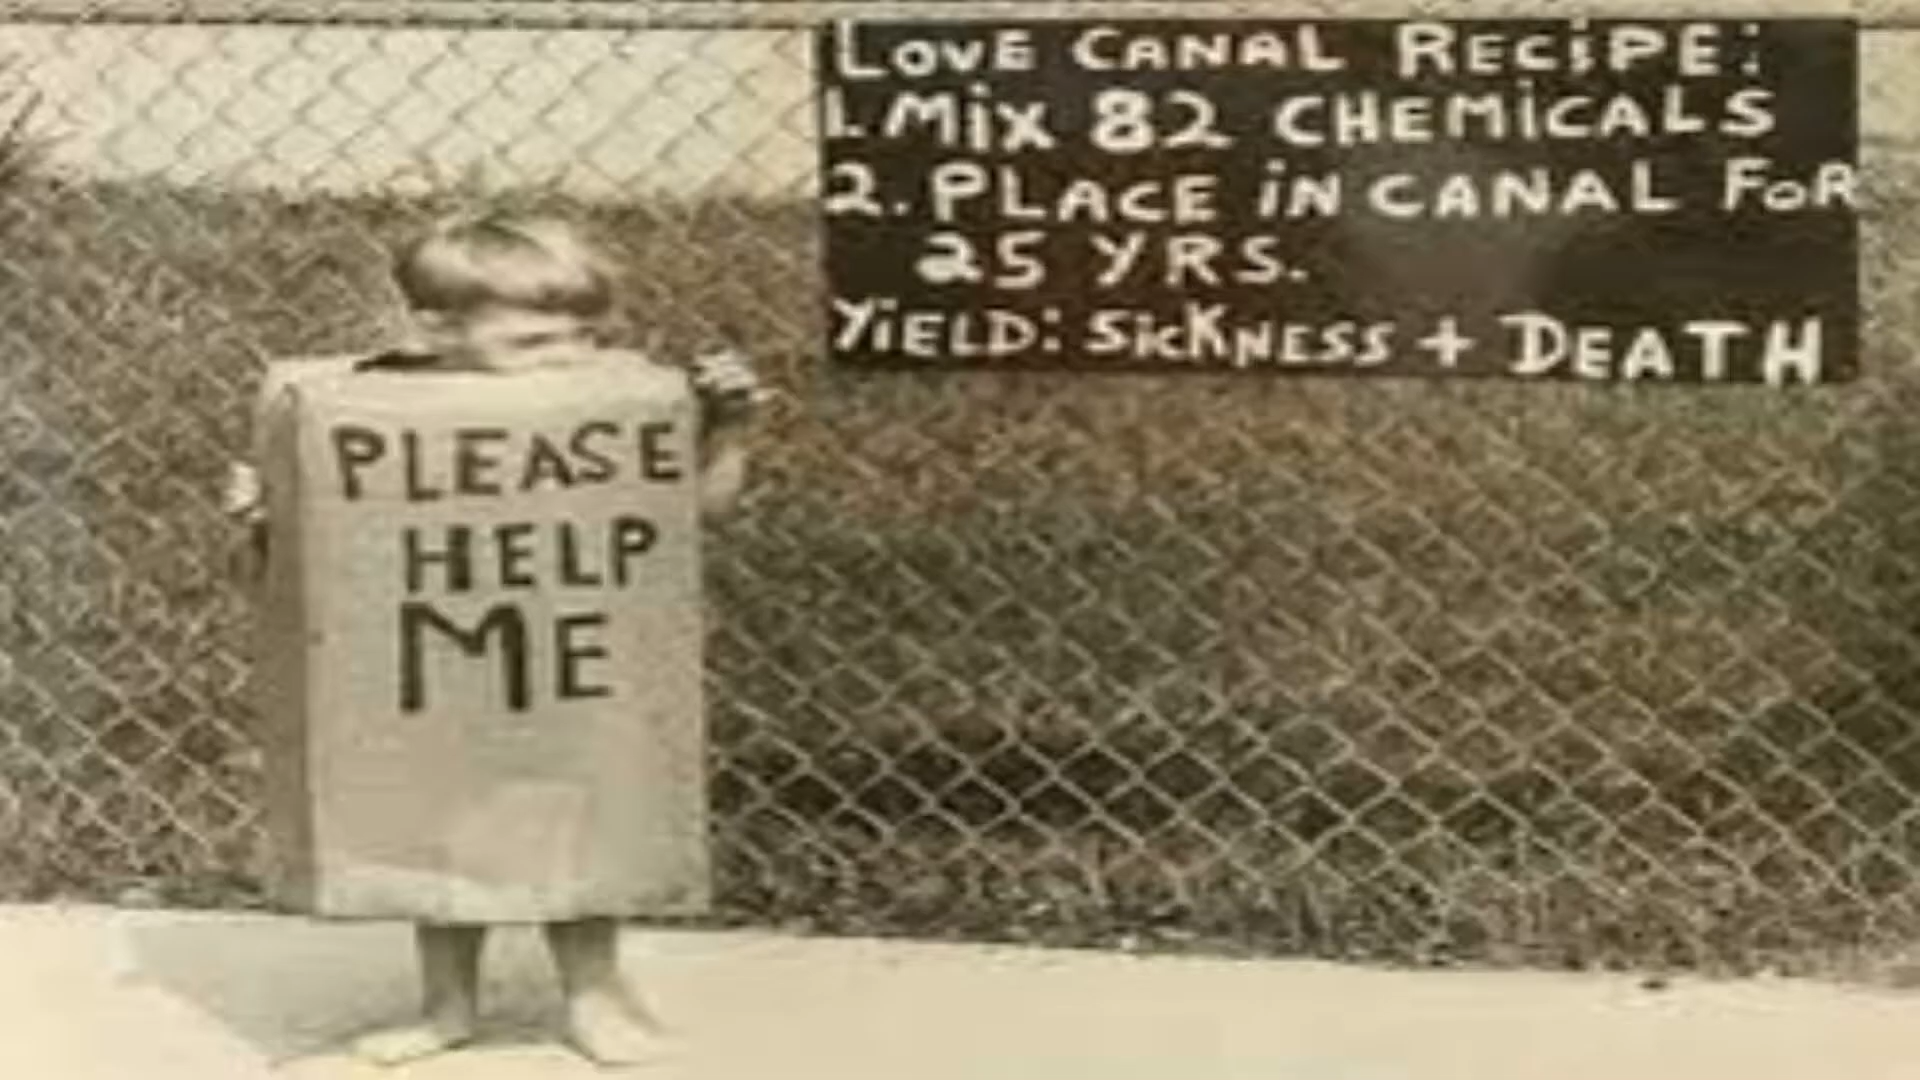 LOVE CANAL RECIPE:
1. MIX 82 CHEMICALS
2. PLACE IN CANAL FOR
25 YRS.
YIELD: SICKNESS + DEATH
PLEASE
HELP
ME